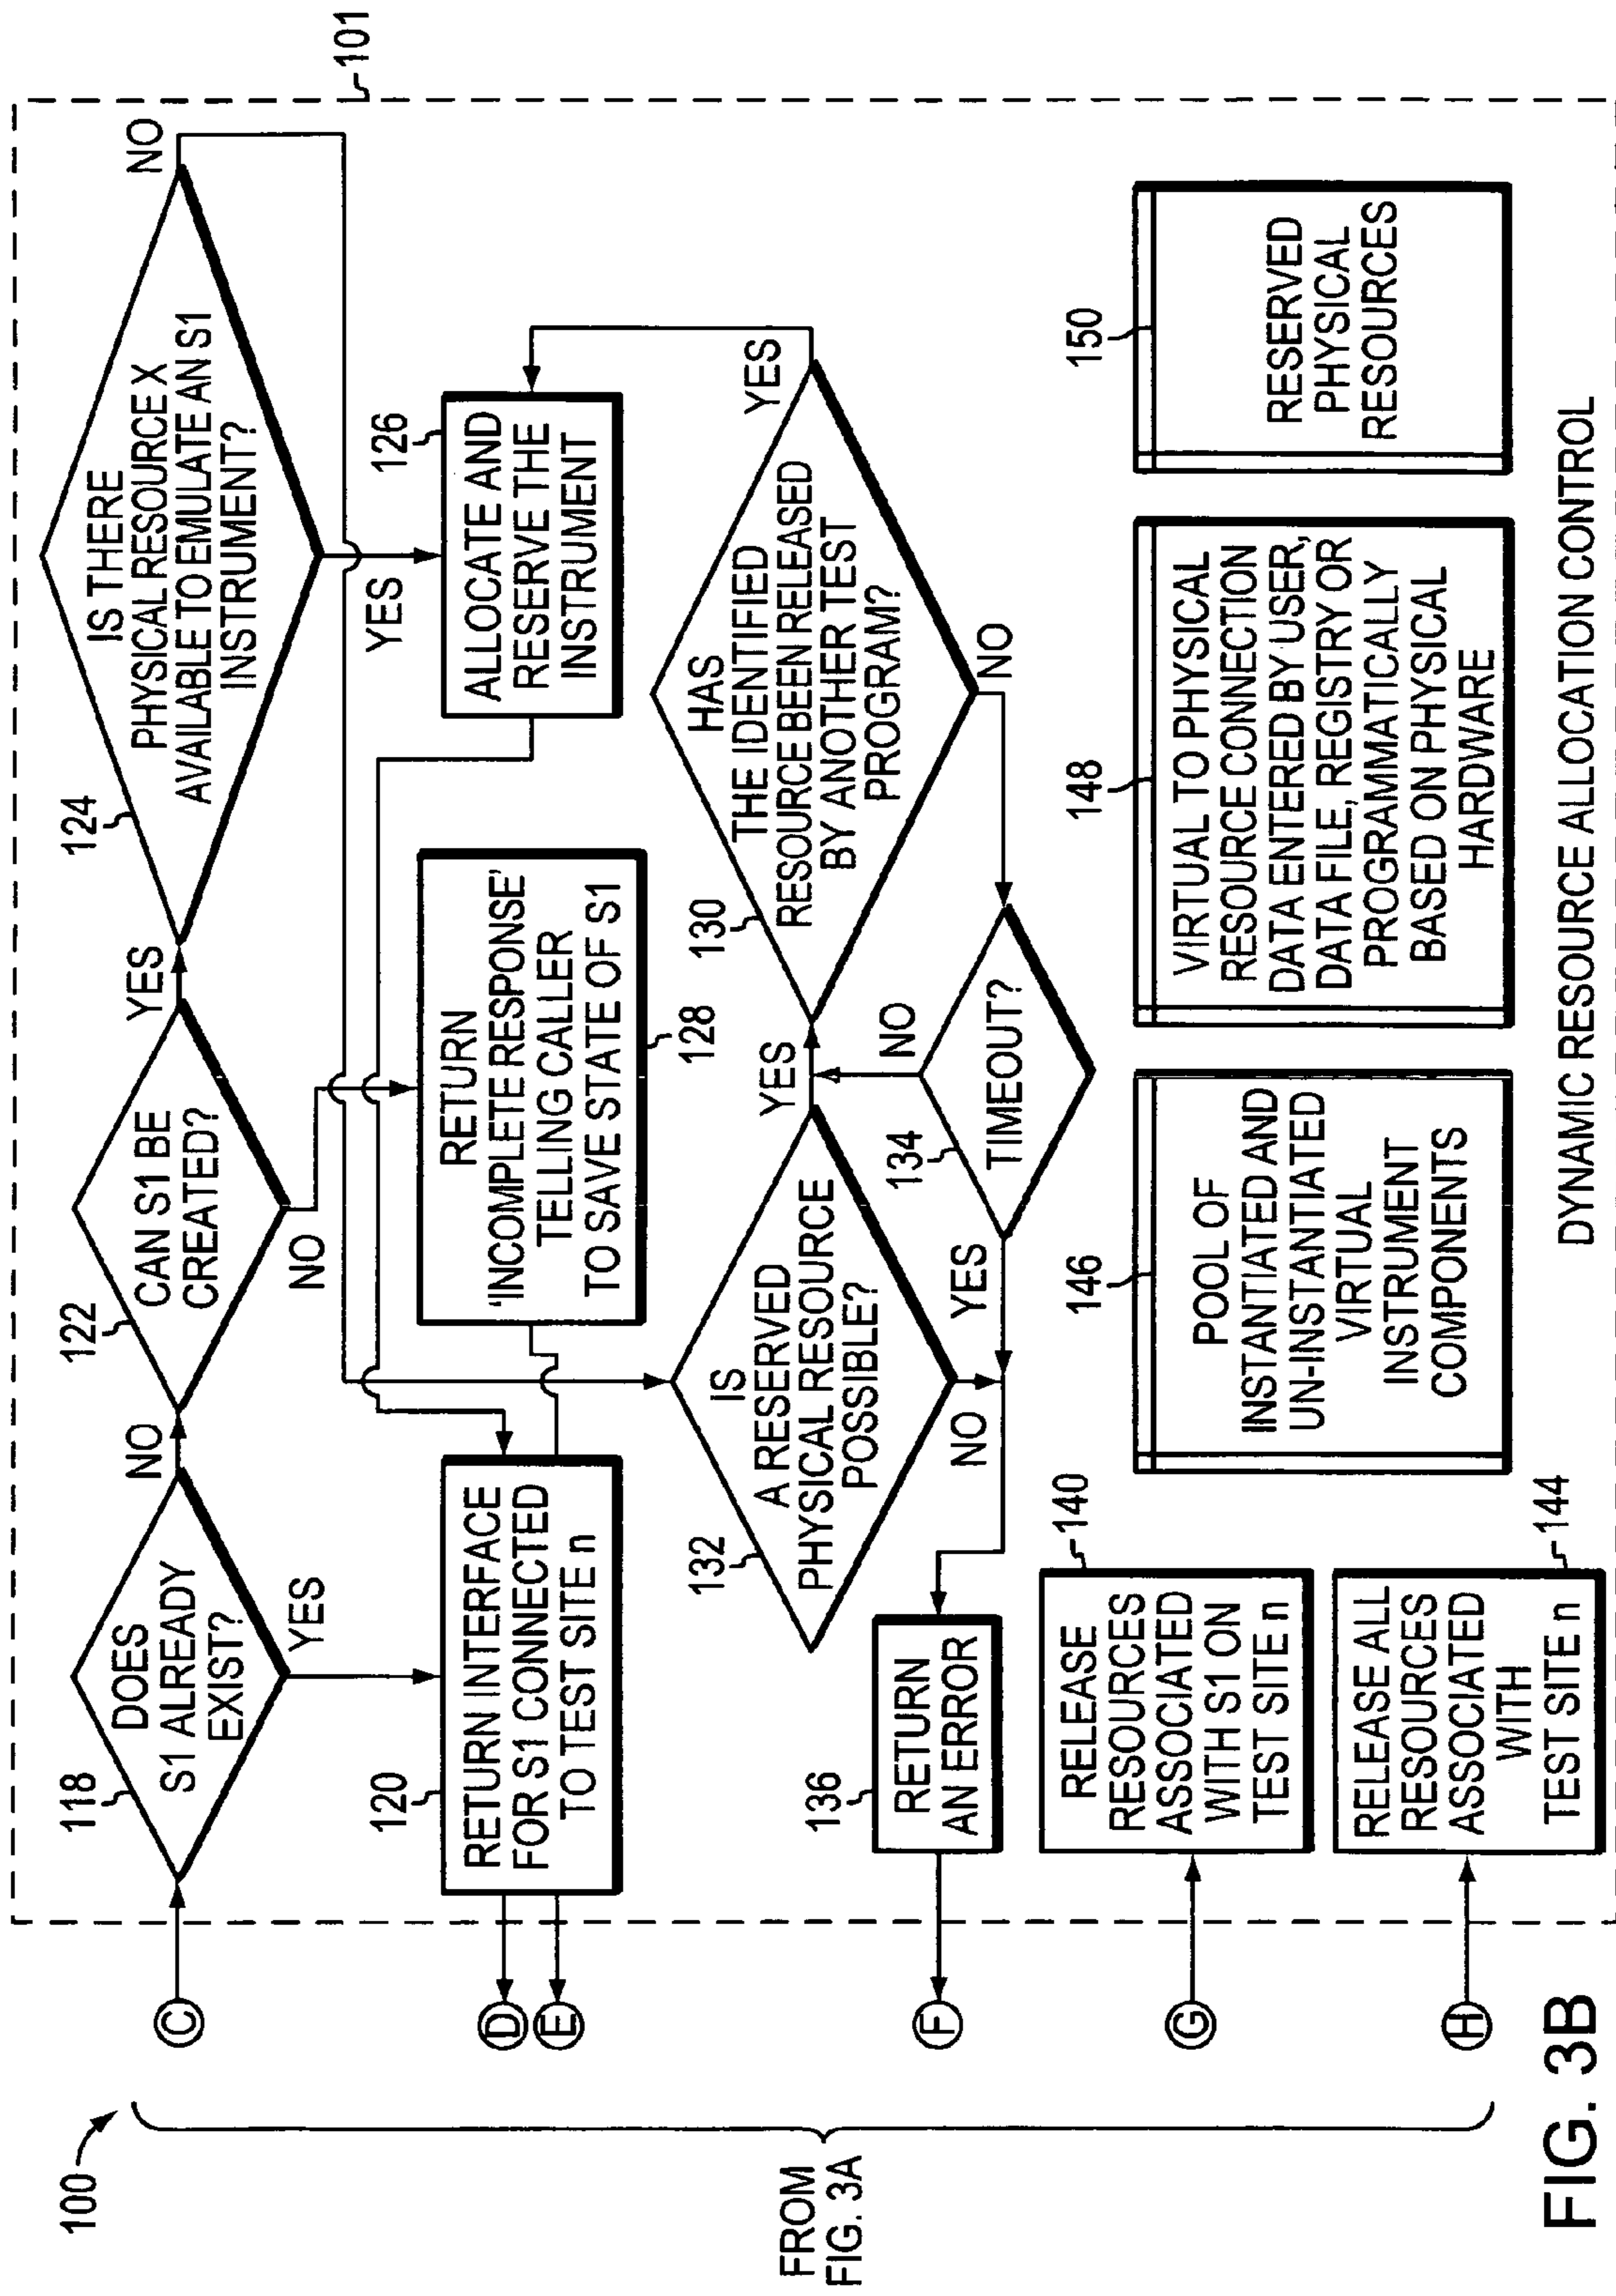 100
FROM
FIG. 3A
C
D
E
F
G
H
101
118
DOES
S1 ALREADY
EXIST?
NO
YES
122
CAN S1 BE
CREATED?
YES
NO
124
IS THERE
PHYSICAL RESOURCE X
AVAILABLE TO EMULATE AN S1
INSTRUMENT?
NO
YES
120
RETURN INTERFACE
FOR S1 CONNECTED
TO TEST SITE n
RETURN
'INCOMPLETE RESPONSE'
TELLING CALLER
TO SAVE STATE OF S1
128
126
ALLOCATE AND
RESERVE THE
INSTRUMENT
132
IS
A RESERVED
PHYSICAL RESOURCE
POSSIBLE?
YES
NO
130
HAS
THE IDENTIFIED
RESOURCE BEEN RELEASED
BY ANOTHER TEST
PROGRAM?
YES
NO
134
TIMEOUT?
NO
YES
136
RETURN
AN ERROR
140
RELEASE
RESOURCES
ASSOCIATED
WITH S1 ON
TEST SITE n
144
RELEASE ALL
RESOURCES
ASSOCIATED
WITH
TEST SITE n
146
POOL OF
INSTANTIATED AND
UN-INSTANTIATED
VIRTUAL
INSTRUMENT
COMPONENTS
148
VIRTUAL TO PHYSICAL
RESOURCE CONNECTION
DATA ENTERED BY USER,
DATA FILE, REGISTRY OR
PROGRAMMATICALLY
BASED ON PHYSICAL
HARDWARE
150
RESERVED
PHYSICAL
RESOURCES
DYNAMIC RESOURCE ALLOCATION CONTROL
FIG. 3B